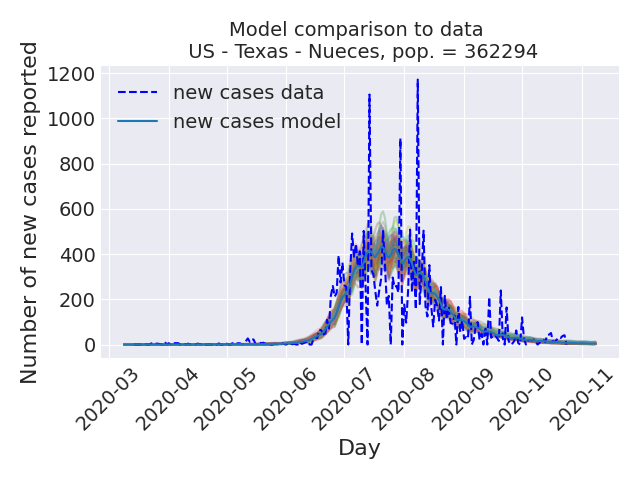 Model comparison to data
US - Texas - Nueces, pop. = 362294
Number of new cases reported
1200
1000
800
600
400
200
0
new cases data
new cases model
2020-03
2020-04
2020-05
2020-06
2020-07
2020-08
2020-09
2020-10
2020-11
Day